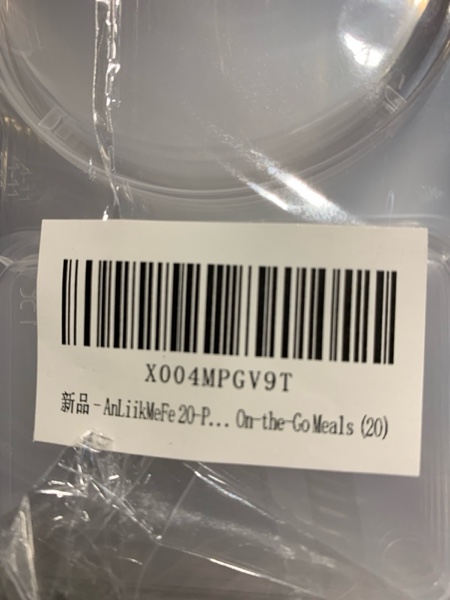 X004MPGV9T
新品 - AnLiikMeFe 20-P... On-the-Go Meals (20)